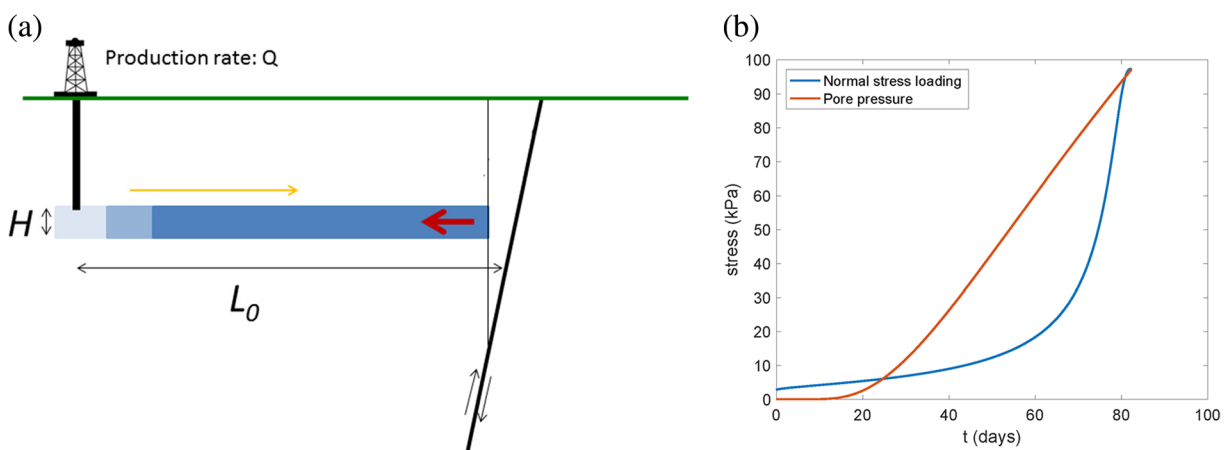 (a)
Production rate: Q
H
L0
(b)
Normal stress loading
Pore pressure
stress (kPa)
100
90
80
70
60
50
40
30
20
10
0
0 20 40 60 80 100
t (days)